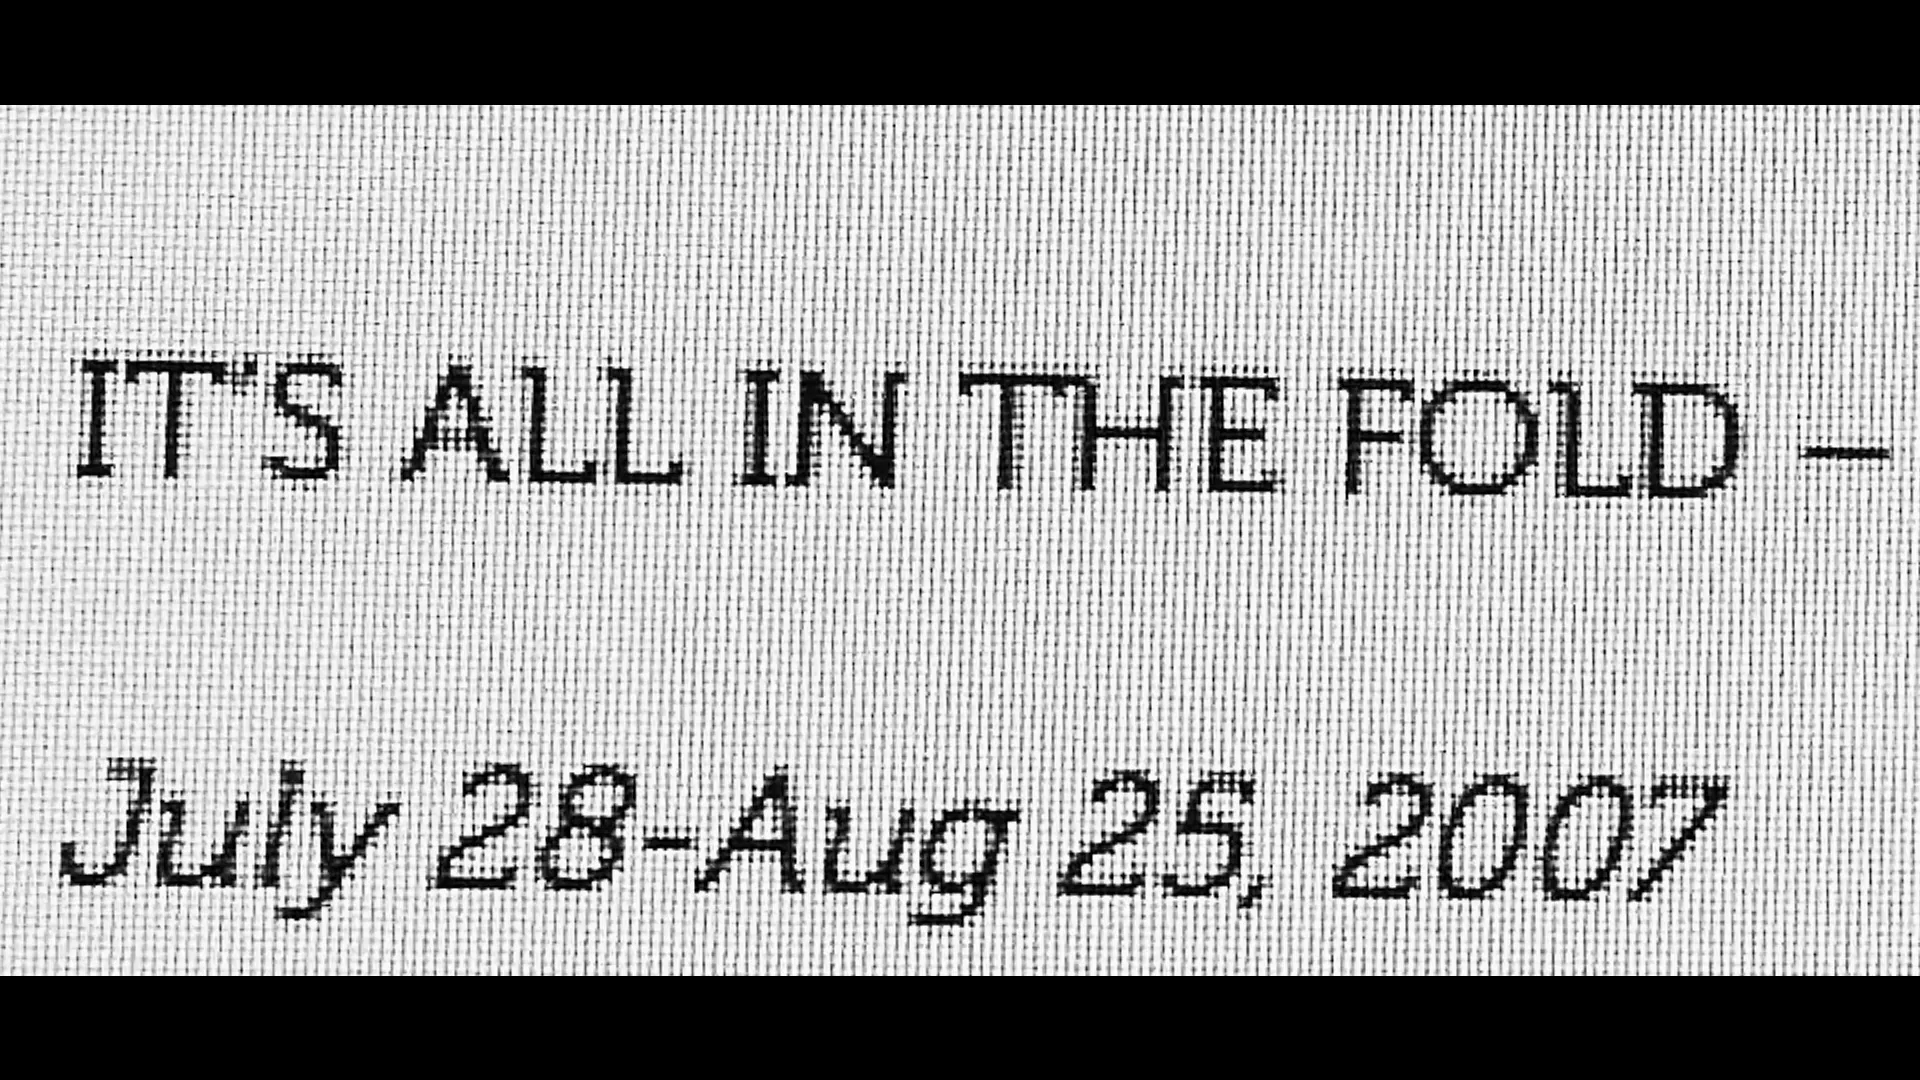 IT'S ALL IN THE FOLD –
July 28-Aug 25, 2007